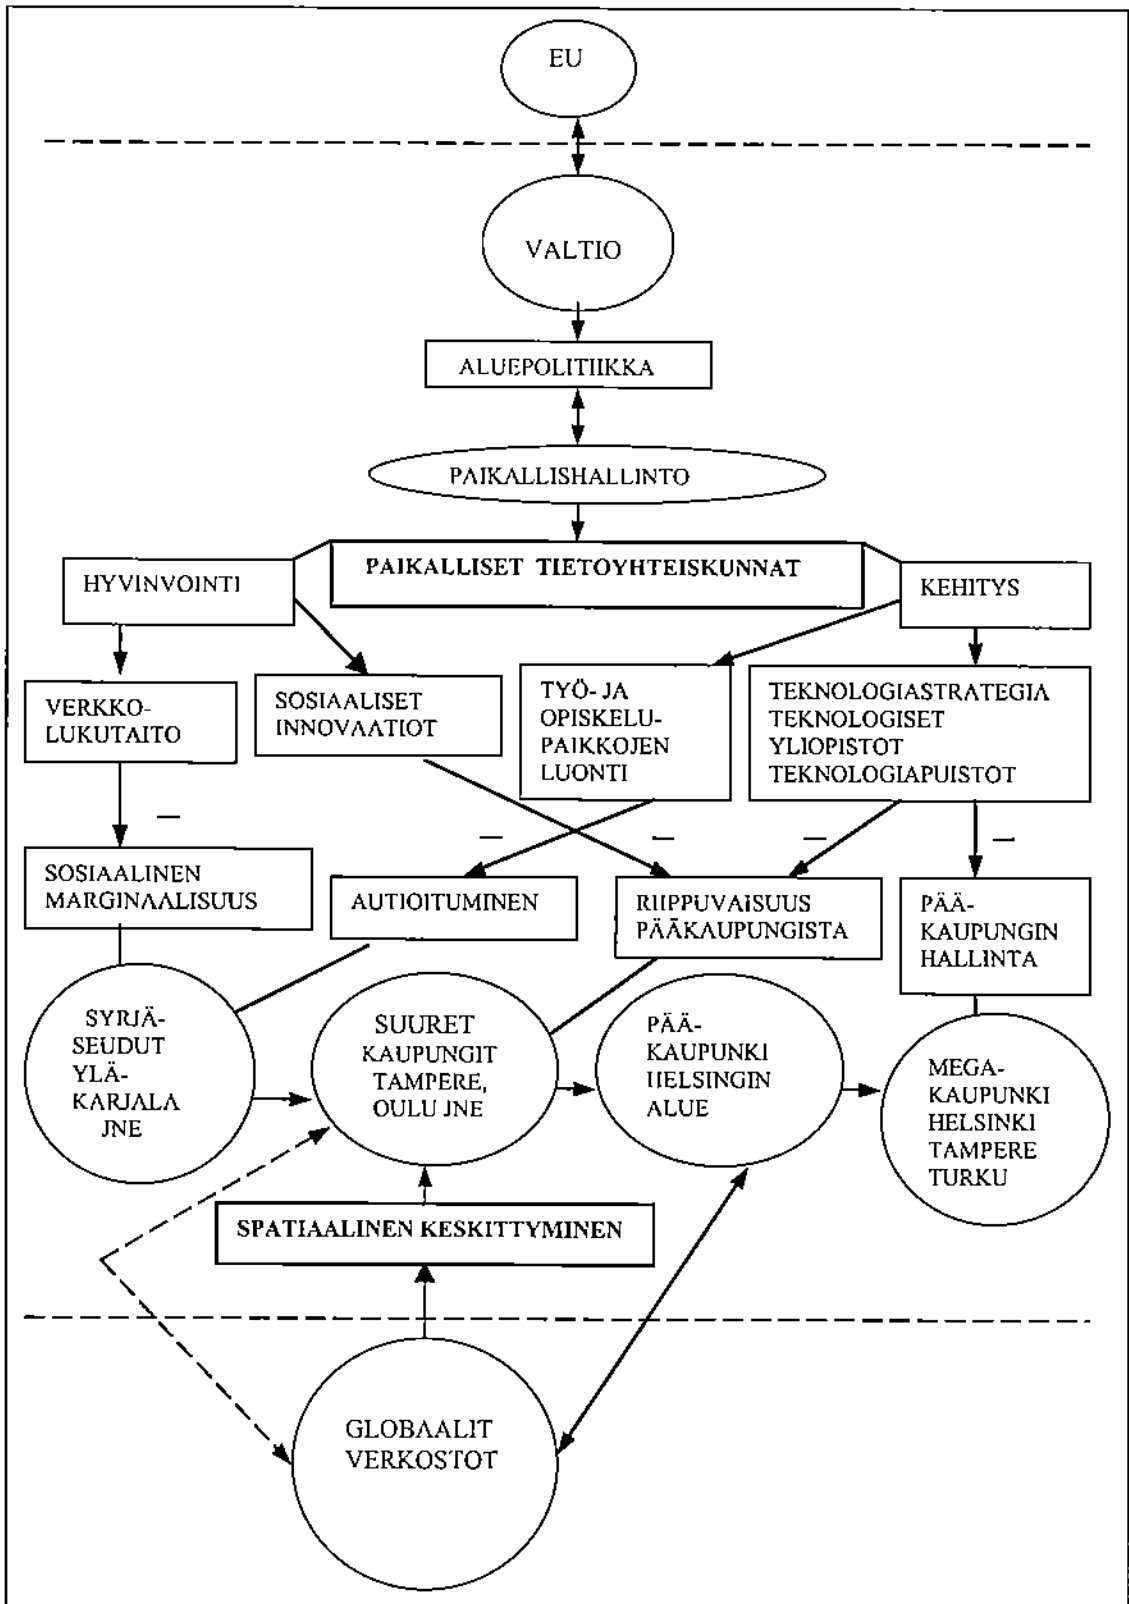 EU
VALTIO
ALUEPOLITIIKKA
PAIKALLISHALLINTO
PAIKALLISET TIETOYHTEISKUNNAT
HYVINVOINTI
KEHITYS
VERKKO-
LUKUTAITO
SOSIAALISET
INNOVAATIOT
TYÖ- JA
OPISKELU-
PAIKKOJEN
LUONTI
TEKNOLOGIASTRATEGIA
TEKNOLOGISET
YLIOPISTOT
TEKNOLOGIAPUISTOT
SOSIAALINEN
MARGINAALISUUS
AUTIOITUMINEN
RIIPPUVAISUUS
PÄÄKAUPUNGISTA
PÄÄ-
KAUPUNGIN
HALLINTA
SYRJÄ-
SEUDUT
YLÄ-
KARJALA
JNE
SUURET
KAUPUNGIT
TAMPERE,
OULU JNE
PÄÄ-
KAUPUNKI
HELSINGIN
ALUE
MEGA-
KAUPUNKI
HELSINKI
TAMPERE
TURKU
SPATIAALINEN KESKITTYMINEN
GLOBAALIT
VERKOSTOT